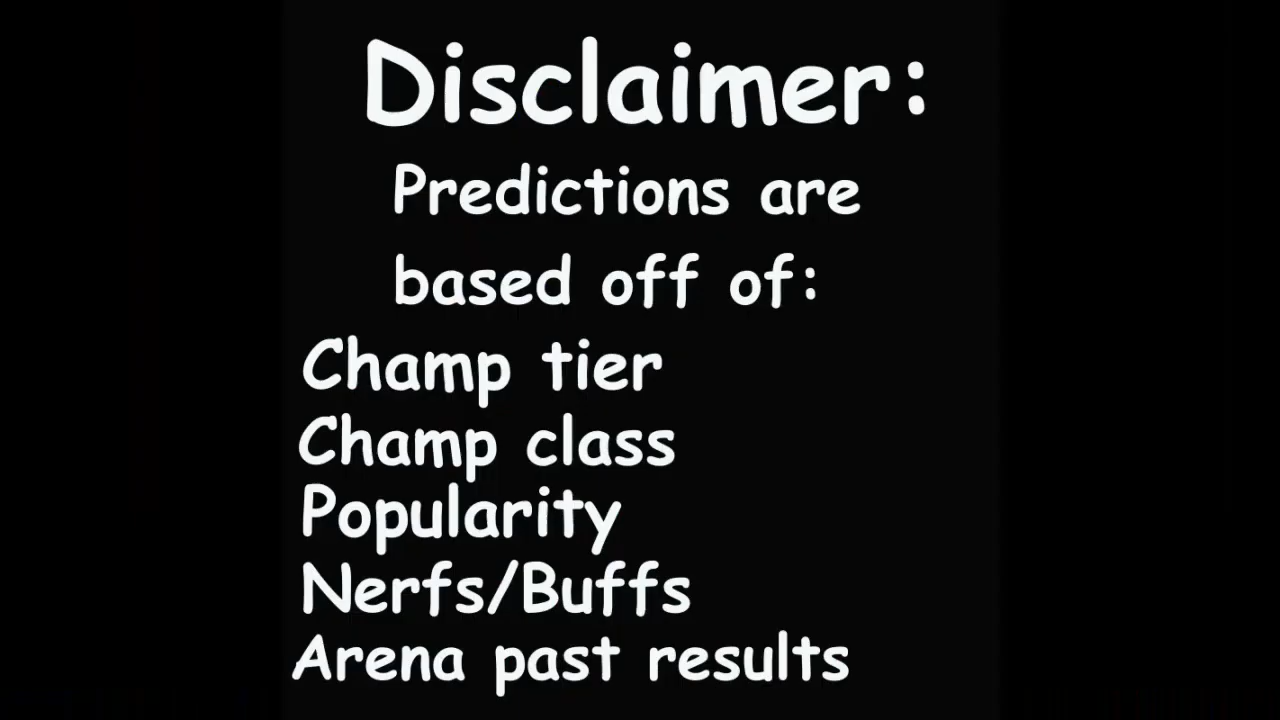 Disclaimer:
Predictions are
based off of:
Champ tier
Champ class
Popularity
Nerfs/Buffs
Arena past results